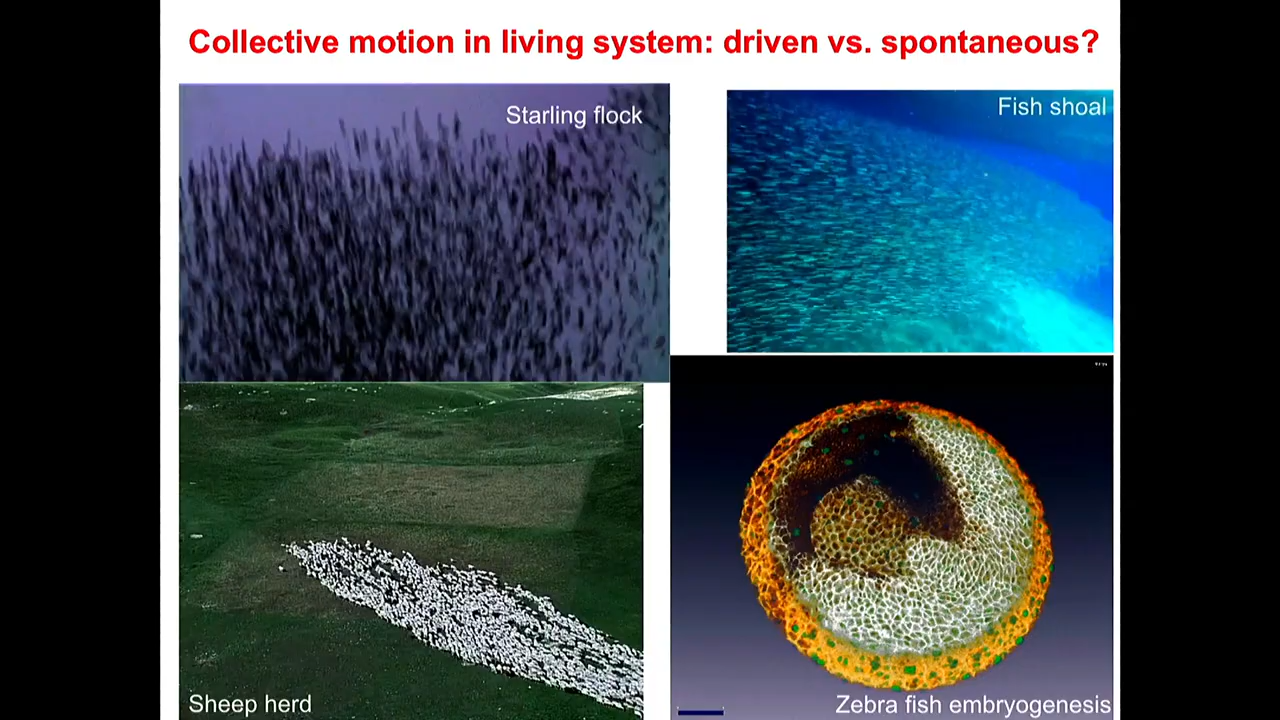 Collective motion in living system: driven vs. spontaneous?
Starling flock
Fish shoal
Sheep herd
Zebra fish embryogenesis